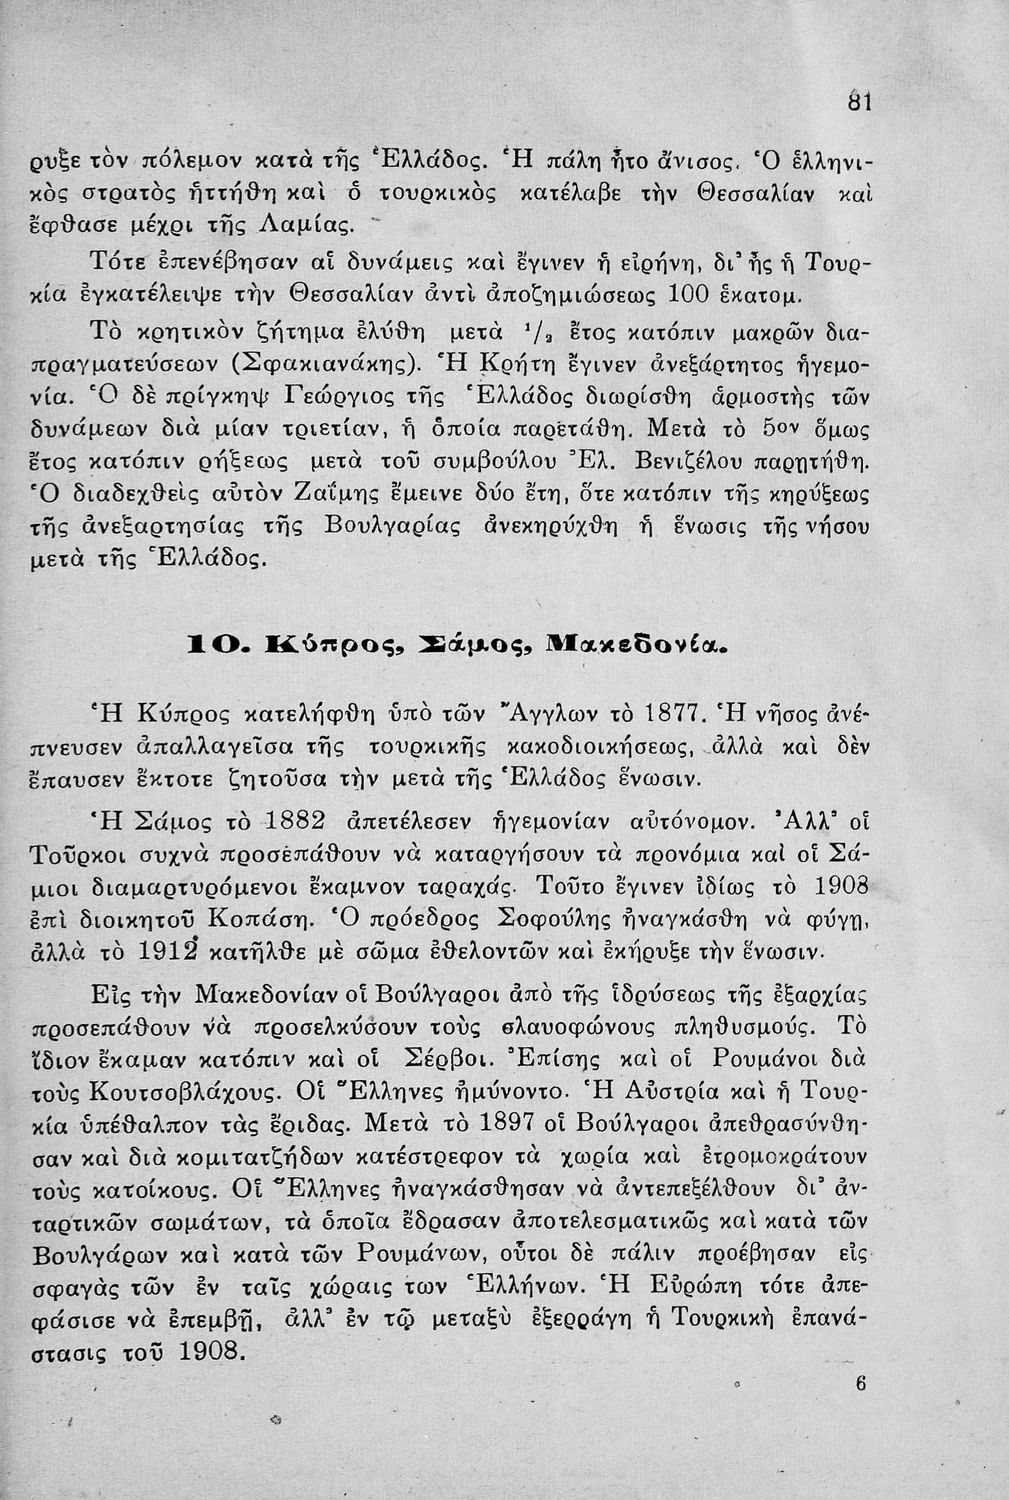 81
ρυξε τὸν πόλεμον κατὰ τῆς Ἑλλάδος. Ἡ πάλη ἦτο ἄνισος. Ὁ ἑλληνι-
κὸς στρατὸς ἡττήθη καὶ ὁ τουρκικὸς κατέλαβε τὴν Θεσσαλίαν καὶ
ἔφθασε μέχρι τῆς Λαμίας.
Τότε ἐπενέβησαν αἱ δυνάμεις καὶ ἔγινεν ἡ εἰρήνη, δι' ἧς ἡ Τουρ-
κία ἐγκατέλειψε τὴν Θεσσαλίαν ἀντὶ ἀποζημιώσεως 100 ἑκατομ.
Τὸ κρητικὸν ζήτημα ἐλύθη μετὰ ¹/₂ ἔτος κατόπιν μακρῶν δια-
πραγματεύσεων (Σφακιανάκης). Ἡ Κρήτη ἔγινεν ἀνεξάρτητος ἡγεμο-
νία. Ὁ δὲ πρίγκηψ Γεώργιος τῆς Ἑλλάδος διωρίσθη ἁρμοστὴς τῶν
δυνάμεων διὰ μίαν τριετίαν, ἡ ὁποία παρετάθη. Μετὰ τὸ 5ον ὅμως
ἔτος κατόπιν ρήξεως μετὰ τοῦ συμβούλου Ἐλ. Βενιζέλου παρῃτήθη.
Ὁ διαδεχθεὶς αὐτὸν Ζαΐμης ἔμεινε δύο ἔτη, ὅτε κατόπιν τῆς κηρύξεως
τῆς ἀνεξαρτησίας τῆς Βουλγαρίας ἀνεκηρύχθη ἡ ἕνωσις τῆς νήσου
μετὰ τῆς Ἑλλάδος.
10. Κύπρος, Σάμος, Μακεδονία.
Ἡ Κύπρος κατελήφθη ὑπὸ τῶν Ἄγγλων τὸ 1877. Ἡ νῆσος ἀνέ-
πνευσεν ἀπαλλαγεῖσα τῆς τουρκικῆς κακοδιοικήσεως, ἀλλὰ καὶ δὲν
ἔπαυσεν ἔκτοτε ζητοῦσα τὴν μετὰ τῆς Ἑλλάδος ἕνωσιν.
Ἡ Σάμος τὸ 1882 ἀπετέλεσεν ἡγεμονίαν αὐτόνομον. Ἀλλ' οἱ
Τοῦρκοι συχνὰ προσεπάθουν νὰ καταργήσουν τὰ προνόμια καὶ οἱ Σά-
μιοι διαμαρτυρόμενοι ἔκαμνον ταραχάς. Τοῦτο ἔγινεν ἰδίως τὸ 1908
ἐπὶ διοικητοῦ Κοπάση. Ὁ πρόεδρος Σοφούλης ἠναγκάσθη νὰ φύγῃ,
ἀλλὰ τὸ 1912 κατῆλθε μὲ σῶμα ἐθελοντῶν καὶ ἐκήρυξε τὴν ἕνωσιν.
Εἰς τὴν Μακεδονίαν οἱ Βούλγαροι ἀπὸ τῆς ἱδρύσεως τῆς ἐξαρχίας
προσεπάθουν νὰ προσελκύσουν τοὺς σλαυοφώνους πληθυσμούς. Τὸ
ἴδιον ἔκαμαν κατόπιν καὶ οἱ Σέρβοι. Ἐπίσης καὶ οἱ Ρουμάνοι διὰ
τοὺς Κουτσοβλάχους. Οἱ Ἕλληνες ἠμύνοντο. Ἡ Αὐστρία καὶ ἡ Τουρ-
κία ὑπέθαλπον τὰς ἔριδας. Μετὰ τὸ 1897 οἱ Βούλγαροι ἀπεθρασύνθη-
σαν καὶ διὰ κομιτατζήδων κατέστρεφον τὰ χωρία καὶ ἐτρομοκράτουν
τοὺς κατοίκους. Οἱ Ἕλληνες ἠναγκάσθησαν νὰ ἀντεπεξέλθουν δι' ἀν-
ταρτικῶν σωμάτων, τὰ ὁποῖα ἔδρασαν ἀποτελεσματικῶς καὶ κατὰ τῶν
Βουλγάρων καὶ κατὰ τῶν Ρουμάνων, οὗτοι δὲ πάλιν προέβησαν εἰς
σφαγὰς τῶν ἐν ταῖς χώραις των Ἑλλήνων. Ἡ Εὐρώπη τότε ἀπε-
φάσισε νὰ ἐπεμβῇ, ἀλλ' ἐν τῷ μεταξὺ ἐξερράγη ἡ Τουρκικὴ ἐπανά-
στασις τοῦ 1908.
6